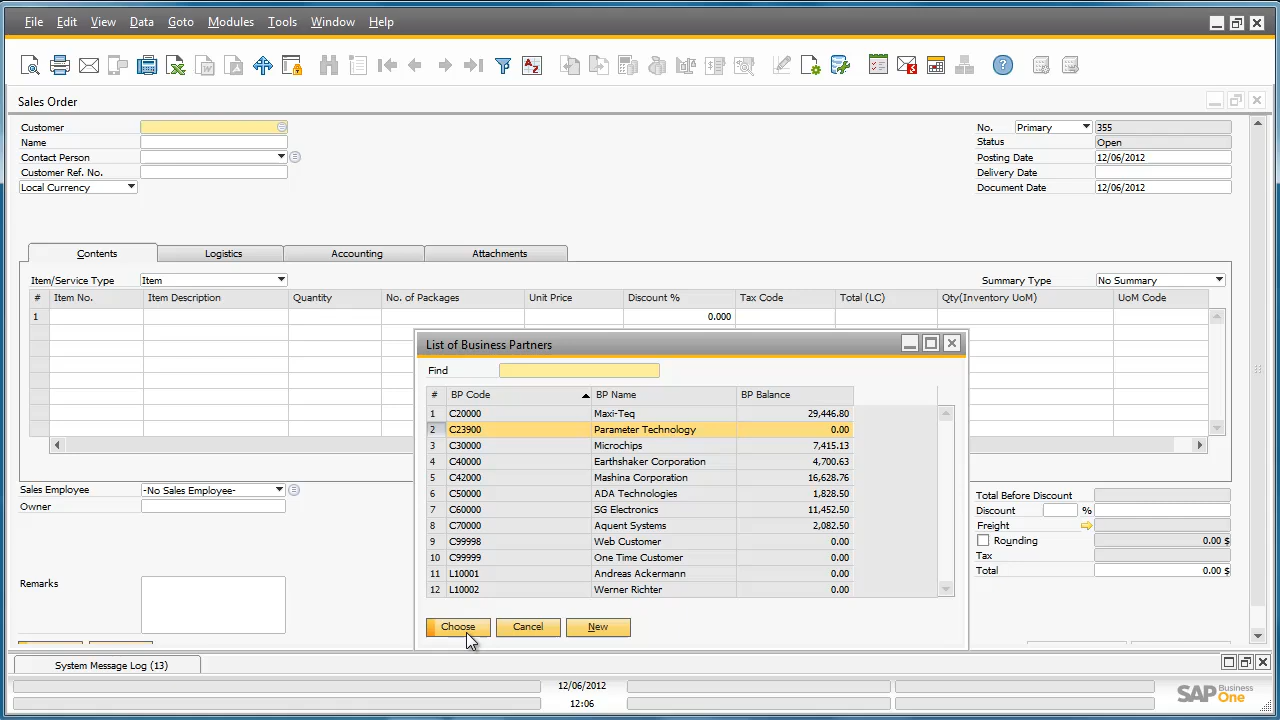 File Edit View Data Goto Modules Tools Window Help
Sales Order
Customer
Name
Contact Person
Customer Ref. No.
Local Currency
No. Primary 355
Status Open
Posting Date 12/06/2012
Delivery Date
Document Date 12/06/2012
Contents Logistics Accounting Attachments
Item/Service Type Item
Summary Type No Summary
# Item No. Item Description Quantity No. of Packages Unit Price Discount % Tax Code Total (LC) Qty(Inventory UoM) UoM Code
1 0.000
List of Business Partners
Find
# BP Code BP Name BP Balance
1 C20000 Maxi-Teq 29,446.80
2 C23900 Parameter Technology 0.00
3 C30000 Microchips 7,415.13
4 C40000 Earthshaker Corporation 4,700.63
5 C42000 Mashina Corporation 16,628.76
6 C50000 ADA Technologies 1,828.50
7 C60000 SG Electronics 11,452.50
8 C70000 Aquent Systems 2,082.50
9 C99998 Web Customer 0.00
10 C99999 One Time Customer 0.00
11 L10001 Andreas Ackermann 0.00
12 L10002 Werner Richter 0.00
Choose Cancel New
Sales Employee -No Sales Employee-
Owner
Remarks
Total Before Discount
Discount %
Freight
Rounding 0.00 $
Tax
Total 0.00 $
System Message Log (13)
12/06/2012
12:06
SAP Business One